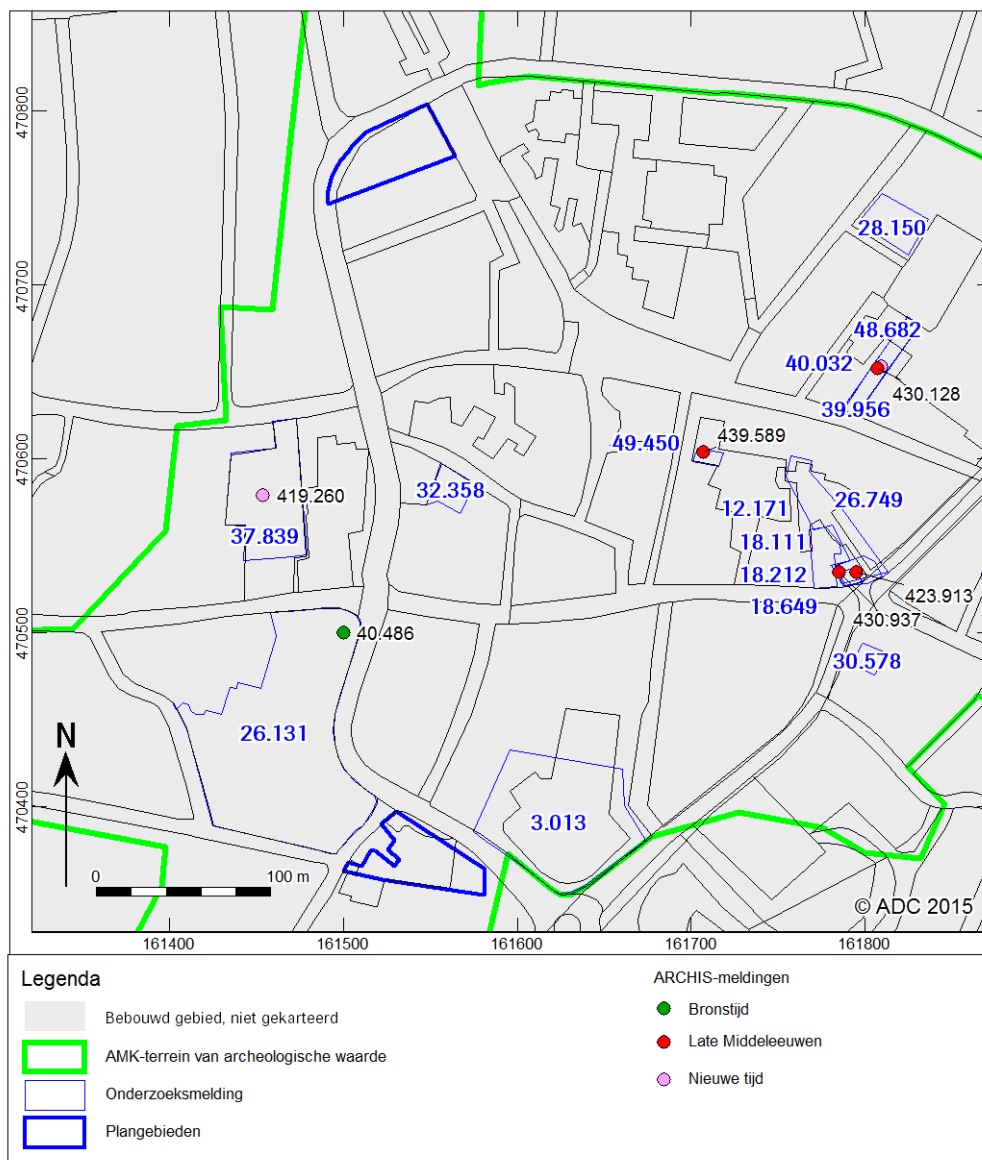 470800
28.150
470700
48.682
40.032
430.128
39.956
470600
49.450
439.589
32.358
419.260
12.171
26.749
37.839
18.111
18.212
423.913
18.649
430.937
470500
40.486
30.578
26.131
N
470400
3.013
0 100 m
© ADC 2015
161400 161500 161600 161700 161800
Legenda
Bebouwd gebied, niet gekarteerd
AMK-terrein van archeologische waarde
Onderzoeksmelding
Plangebieden
ARCHIS-meldingen
Bronstijd
Late Middeleeuwen
Nieuwe tijd